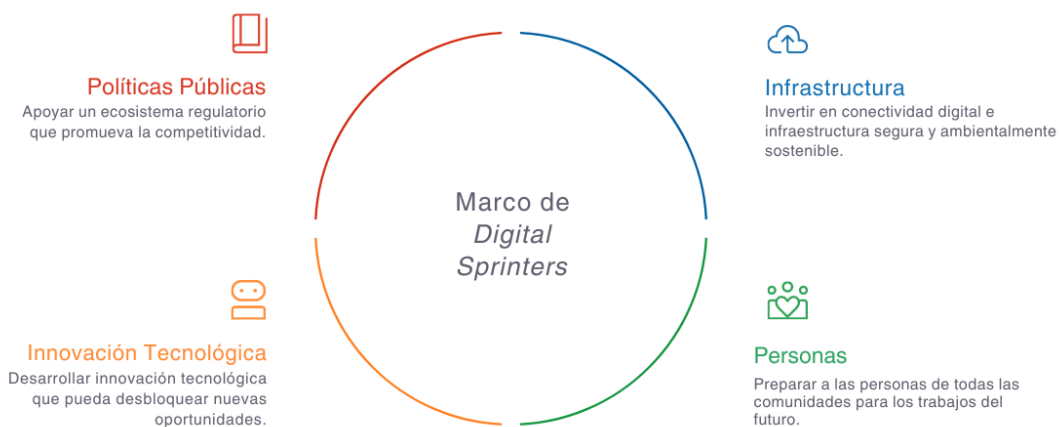 Políticas Públicas
Apoyar un ecosistema regulatorio
que promueva la competitividad.
Infrastructura
Invertir en conectividad digital e
infraestructura segura y ambientalmente
sostenible.
Marco de
Digital
Sprinters
Innovación Tecnológica
Desarrollar innovación tecnológica
que pueda desbloquear nuevas
oportunidades.
Personas
Preparar a las personas de todas las
comunidades para los trabajos del
futuro.